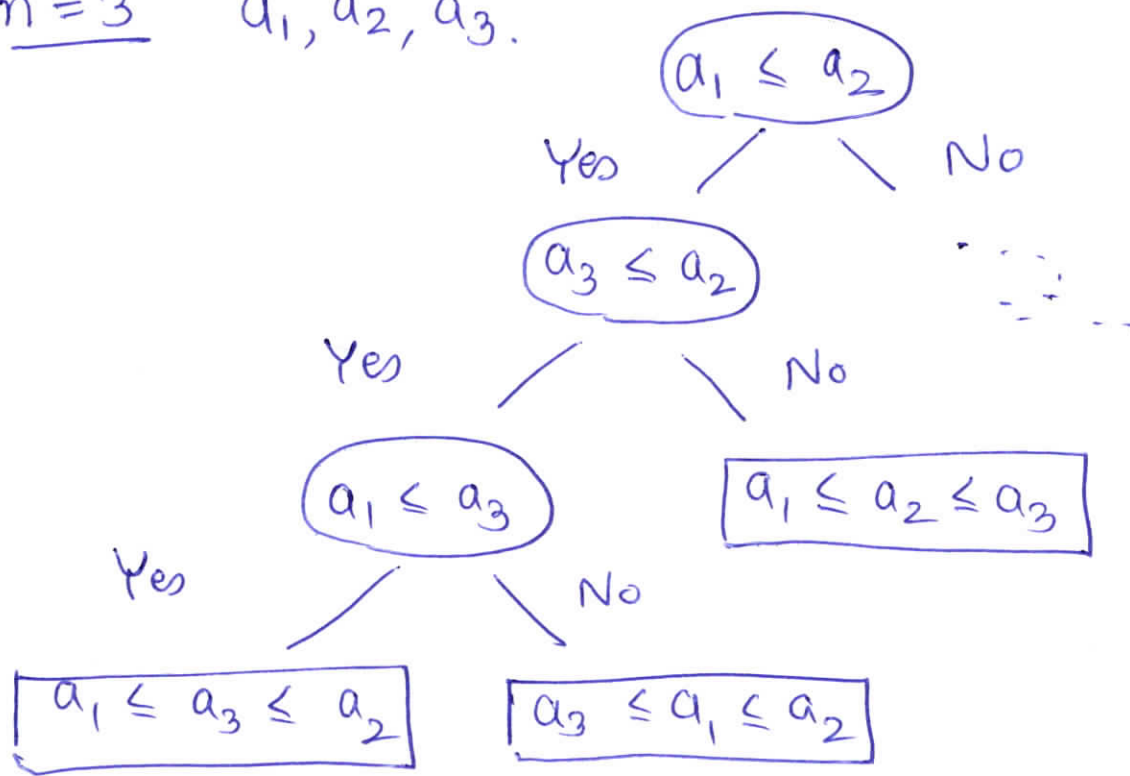 n = 3 a₁, a₂, a₃.
a₁ ≤ a₂
Yes No
a₃ ≤ a₂
Yes No
a₁ ≤ a₃ a₁ ≤ a₂ ≤ a₃
Yes No
a₁ ≤ a₃ ≤ a₂ a₃ ≤ a₁ ≤ a₂